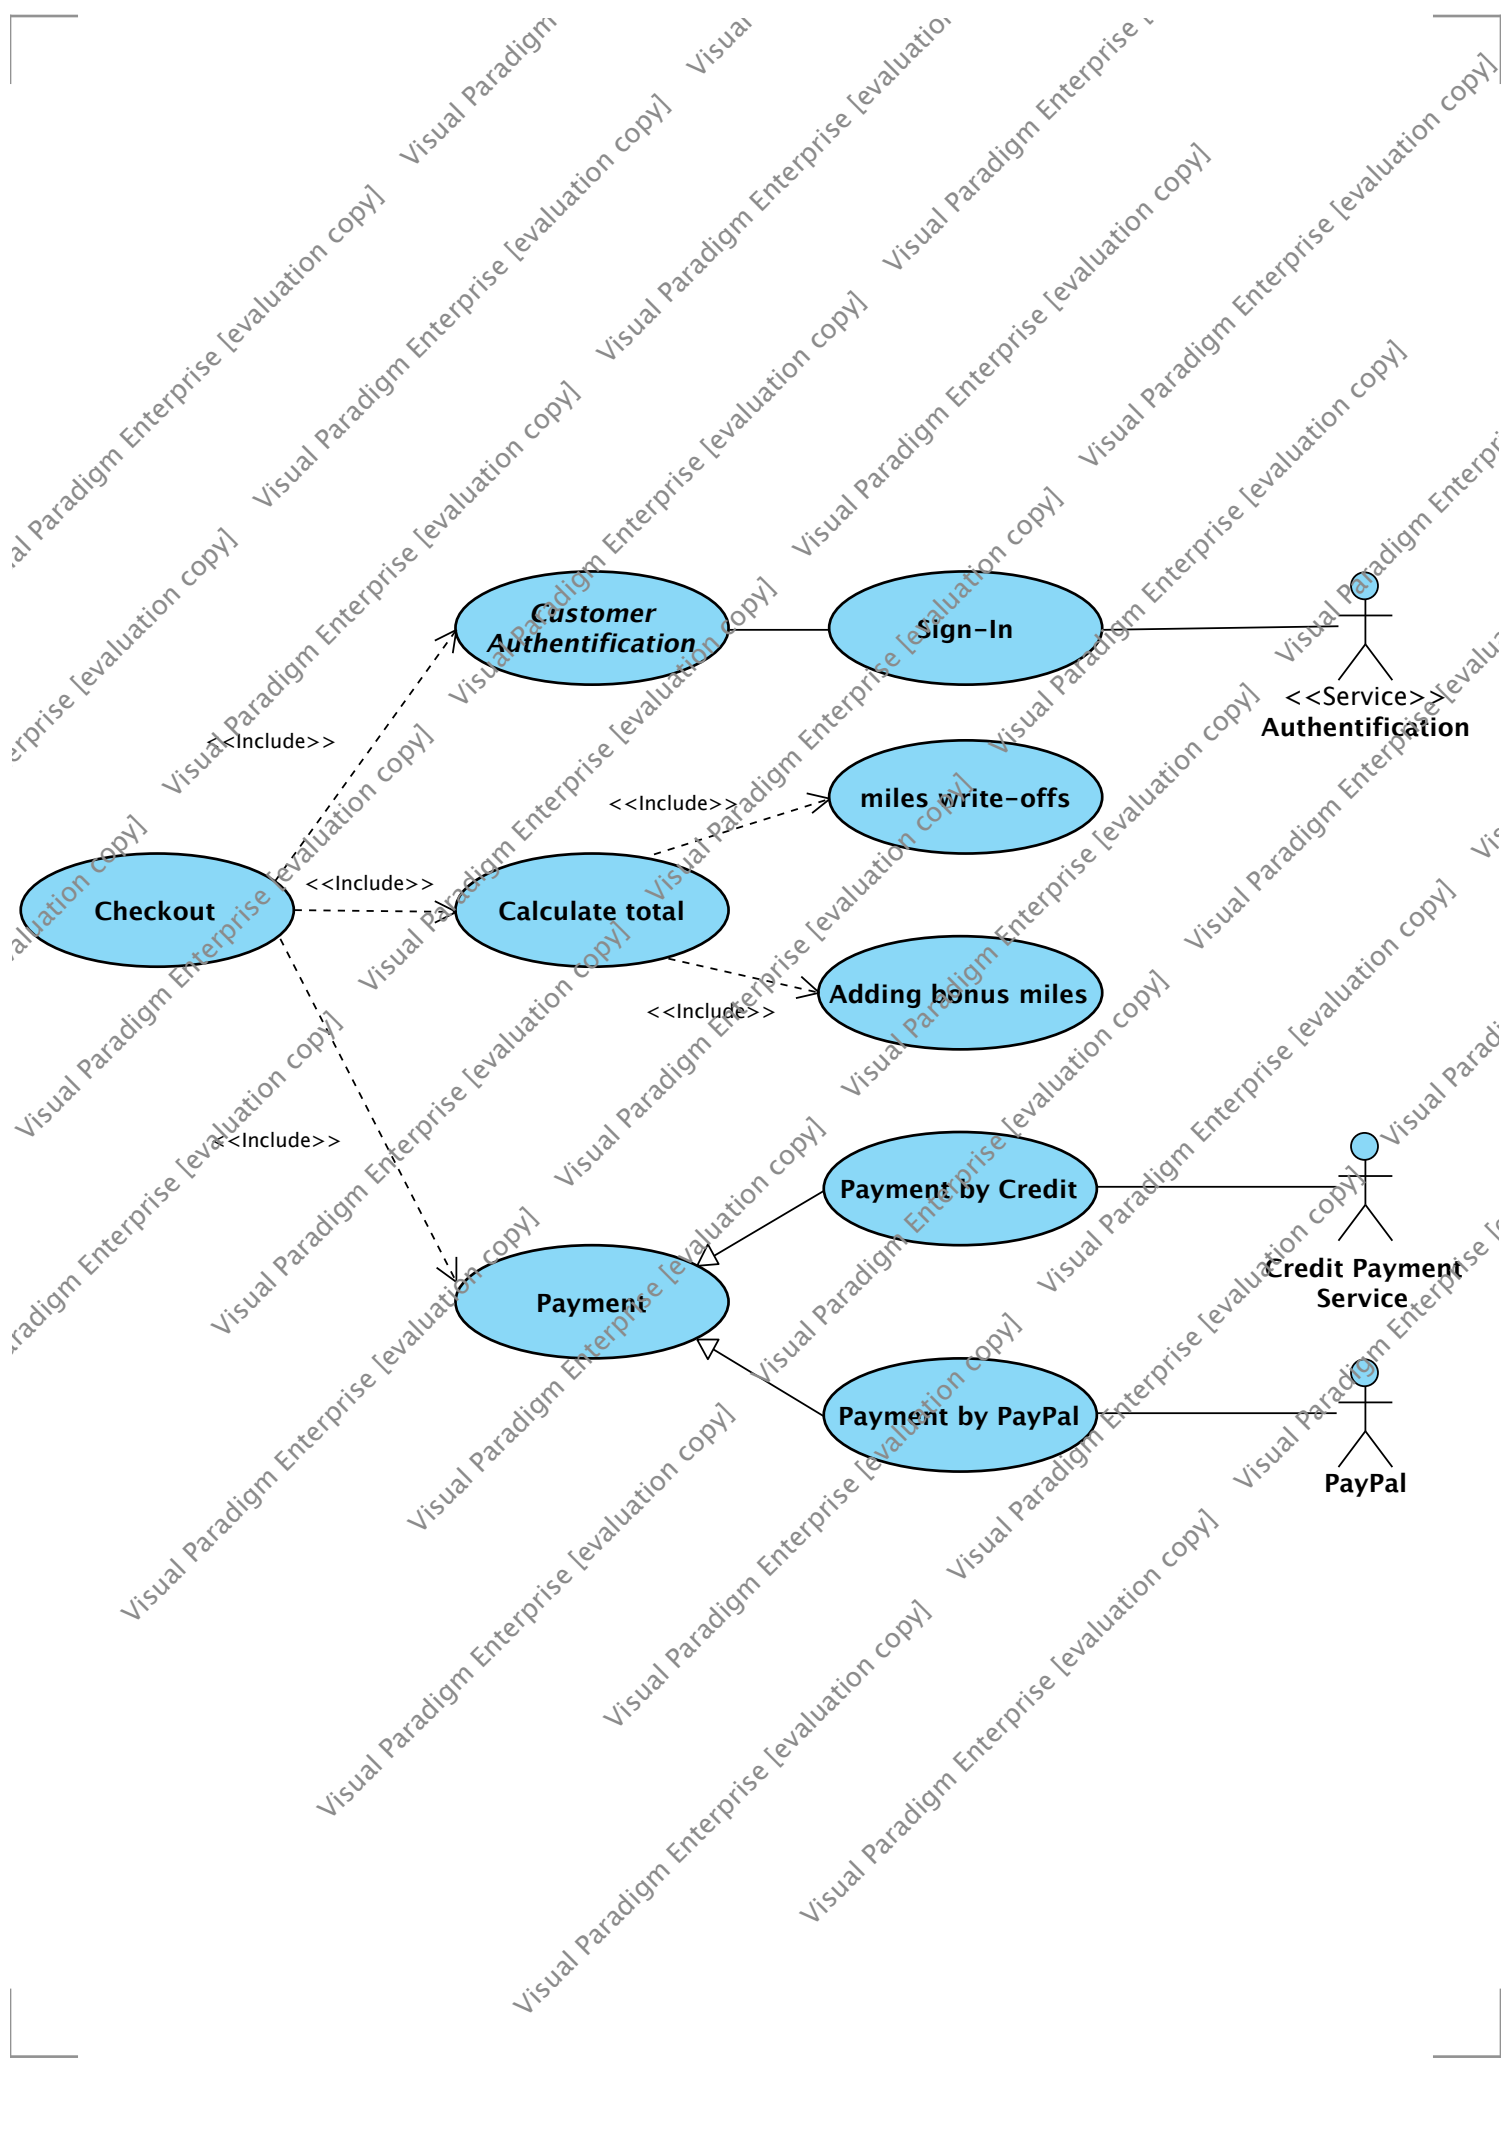 Customer
Authentification
Sign-In
<<Service>>
Authentification
<<Include>>
miles write-offs
<<Include>>
Checkout
<<Include>>
Calculate total
Adding bonus miles
<<Include>>
<<Include>>
Payment by Credit
Credit Payment
Service
Payment
Payment by PayPal
PayPal
Visual Paradigm Enterprise [evaluation copy]